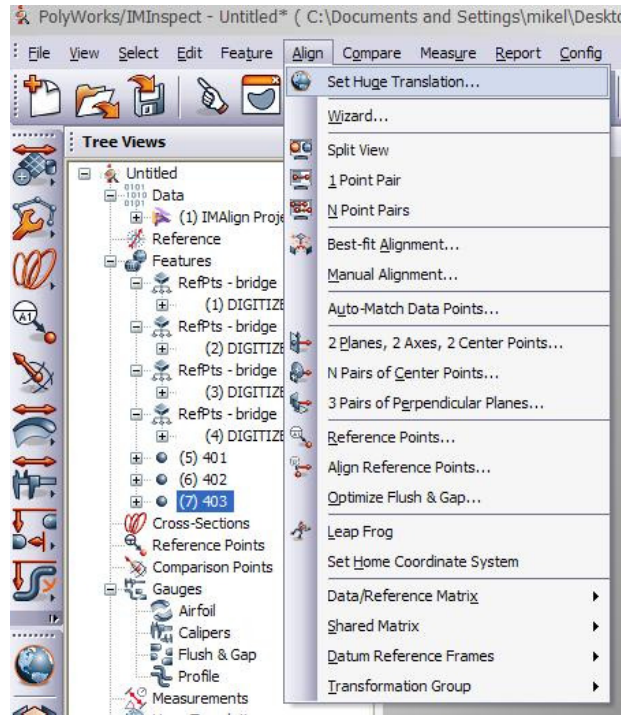 PolyWorks/IMInspect - Untitled* ( C:\Documents and Settings\mikel\Deskto
File View Select Edit Feature Align Compare Measure Report Config
Tree Views
Untitled
Data
(1) IMAlign Proje
Reference
Features
RefPts - bridge
(1) DIGITIZE
RefPts - bridge
(2) DIGITIZE
RefPts - bridge
(3) DIGITIZE
RefPts - bridge
(4) DIGITIZE
(5) 401
(6) 402
(7) 403
Cross-Sections
Reference Points
Comparison Points
Gauges
Airfoil
Calipers
Flush & Gap
Profile
Measurements
Set Huge Translation...
Wizard...
Split View
1 Point Pair
N Point Pairs
Best-fit Alignment...
Manual Alignment...
Auto-Match Data Points...
2 Planes, 2 Axes, 2 Center Points...
N Pairs of Center Points...
3 Pairs of Perpendicular Planes...
Reference Points...
Align Reference Points...
Optimize Flush & Gap...
Leap Frog
Set Home Coordinate System
Data/Reference Matrix
Shared Matrix
Datum Reference Frames
Transformation Group